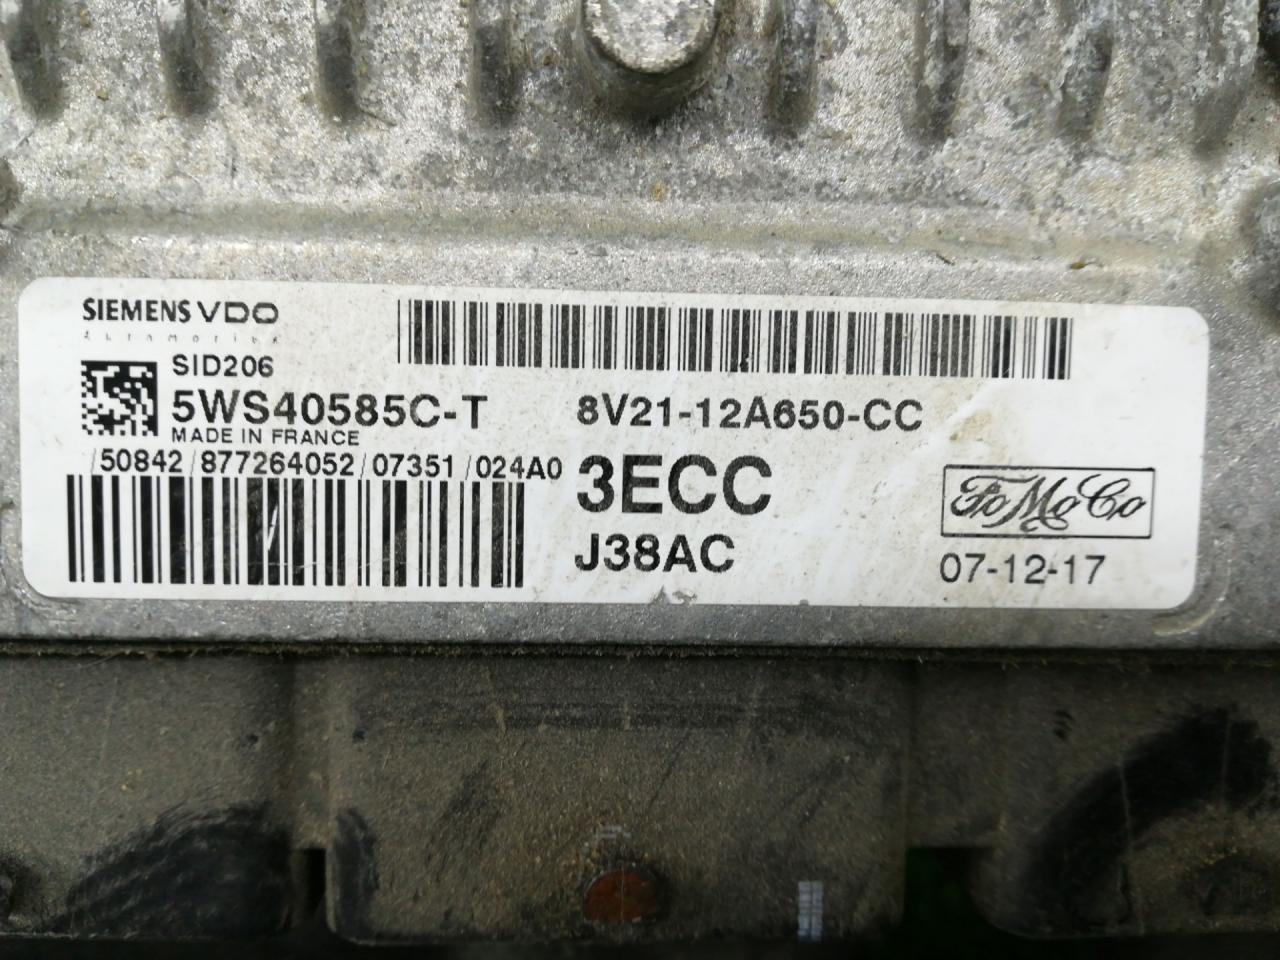 SIEMENS VDO
Automotive
SID206
5WS40585C-T
MADE IN FRANCE
/50842/877264052/07351/024A0
8V21-12A650-CC
3ECC
J38AC
FoMoCo
07-12-17